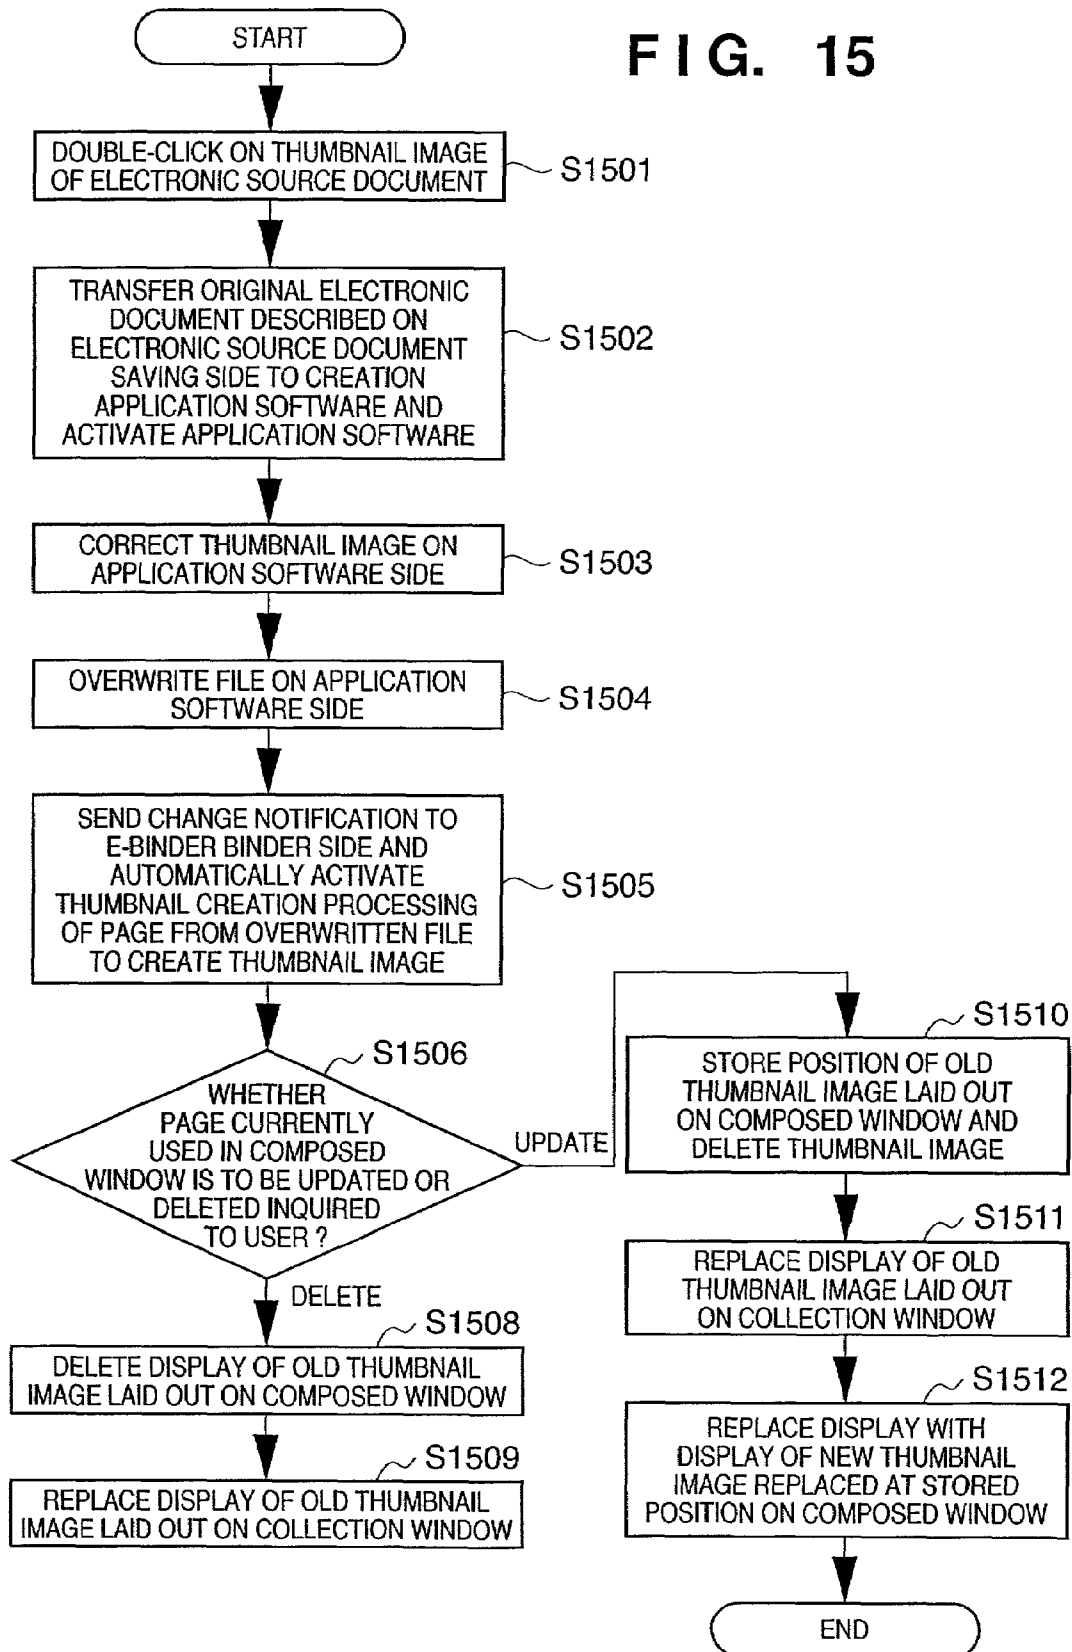 START
FIG. 15
DOUBLE-CLICK ON THUMBNAIL IMAGE
OF ELECTRONIC SOURCE DOCUMENT
S1501
TRANSFER ORIGINAL ELECTRONIC
DOCUMENT DESCRIBED ON
ELECTRONIC SOURCE DOCUMENT
SAVING SIDE TO CREATION
APPLICATION SOFTWARE AND
ACTIVATE APPLICATION SOFTWARE
S1502
CORRECT THUMBNAIL IMAGE ON
APPLICATION SOFTWARE SIDE
S1503
OVERWRITE FILE ON APPLICATION
SOFTWARE SIDE
S1504
SEND CHANGE NOTIFICATION TO
E-BINDER BINDER SIDE AND
AUTOMATICALLY ACTIVATE
THUMBNAIL CREATION PROCESSING
OF PAGE FROM OVERWRITTEN FILE
TO CREATE THUMBNAIL IMAGE
S1505
S1506
WHETHER
PAGE CURRENTLY
USED IN COMPOSED
WINDOW IS TO BE UPDATED OR
DELETED INQUIRED
TO USER ?
UPDATE
DELETE
S1508
DELETE DISPLAY OF OLD THUMBNAIL
IMAGE LAID OUT ON COMPOSED WINDOW
S1509
REPLACE DISPLAY OF OLD THUMBNAIL
IMAGE LAID OUT ON COLLECTION WINDOW
S1510
STORE POSITION OF OLD
THUMBNAIL IMAGE LAID OUT
ON COMPOSED WINDOW AND
DELETE THUMBNAIL IMAGE
S1511
REPLACE DISPLAY OF OLD
THUMBNAIL IMAGE LAID OUT
ON COLLECTION WINDOW
S1512
REPLACE DISPLAY WITH
DISPLAY OF NEW THUMBNAIL
IMAGE REPLACED AT STORED
POSITION ON COMPOSED WINDOW
END